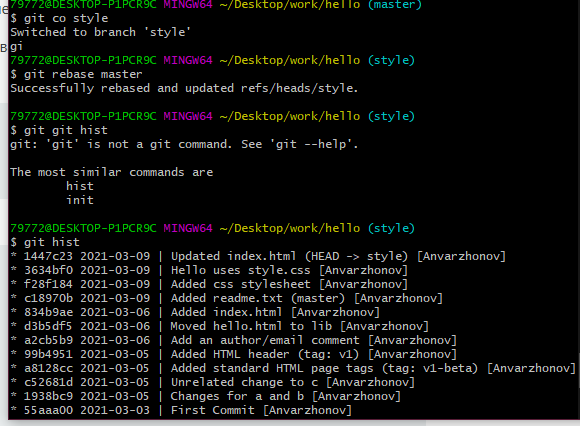 79772@DESKTOP-P1PCR9C MINGW64 ~/Desktop/work/hello (master)
$ git co style
Switched to branch 'style'
gi
79772@DESKTOP-P1PCR9C MINGW64 ~/Desktop/work/hello (style)
$ git rebase master
Successfully rebased and updated refs/heads/style.
79772@DESKTOP-P1PCR9C MINGW64 ~/Desktop/work/hello (style)
$ git git hist
git: 'git' is not a git command. See 'git --help'.
The most similar commands are
hist
init
79772@DESKTOP-P1PCR9C MINGW64 ~/Desktop/work/hello (style)
$ git hist
* 1447c23 2021-03-09 | Updated index.html (HEAD -> style) [Anvarzhonov]
* 3634bf0 2021-03-09 | Hello uses style.css [Anvarzhonov]
* f28f184 2021-03-09 | Added css stylesheet [Anvarzhonov]
* c18970b 2021-03-09 | Added readme.txt (master) [Anvarzhonov]
* 834b9ae 2021-03-06 | Added index.html [Anvarzhonov]
* d3b5df5 2021-03-06 | Moved hello.html to lib [Anvarzhonov]
* a2cb5b9 2021-03-06 | Add an author/email comment [Anvarzhonov]
* 99b4951 2021-03-05 | Added HTML header (tag: v1) [Anvarzhonov]
* a8128cc 2021-03-05 | Added standard HTML page tags (tag: v1-beta) [Anvarzhonov]
* c52681d 2021-03-05 | Unrelated change to c [Anvarzhonov]
* 1938bc9 2021-03-05 | Changes for a and b [Anvarzhonov]
* 55aaa00 2021-03-03 | First Commit [Anvarzhonov]